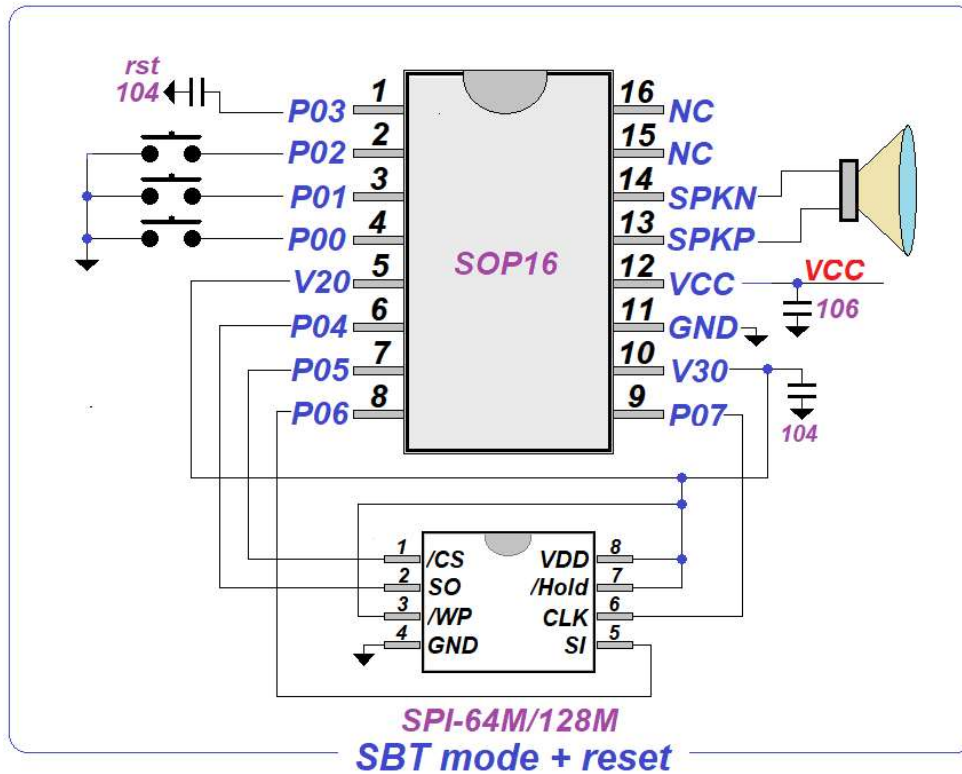 rst
104
P03
P02
P01
P00
V20
P04
P05
P06
1
2
3
4
5
6
7
8
SOP16
16
15
14
13
12
11
10
9
NC
NC
SPKN
SPKP
VCC
GND
V30
P07
VCC
106
104
1 /CS VDD 8
2 SO /Hold 7
3 /WP CLK 6
4 GND SI 5
SPI-64M/128M
SBT mode + reset